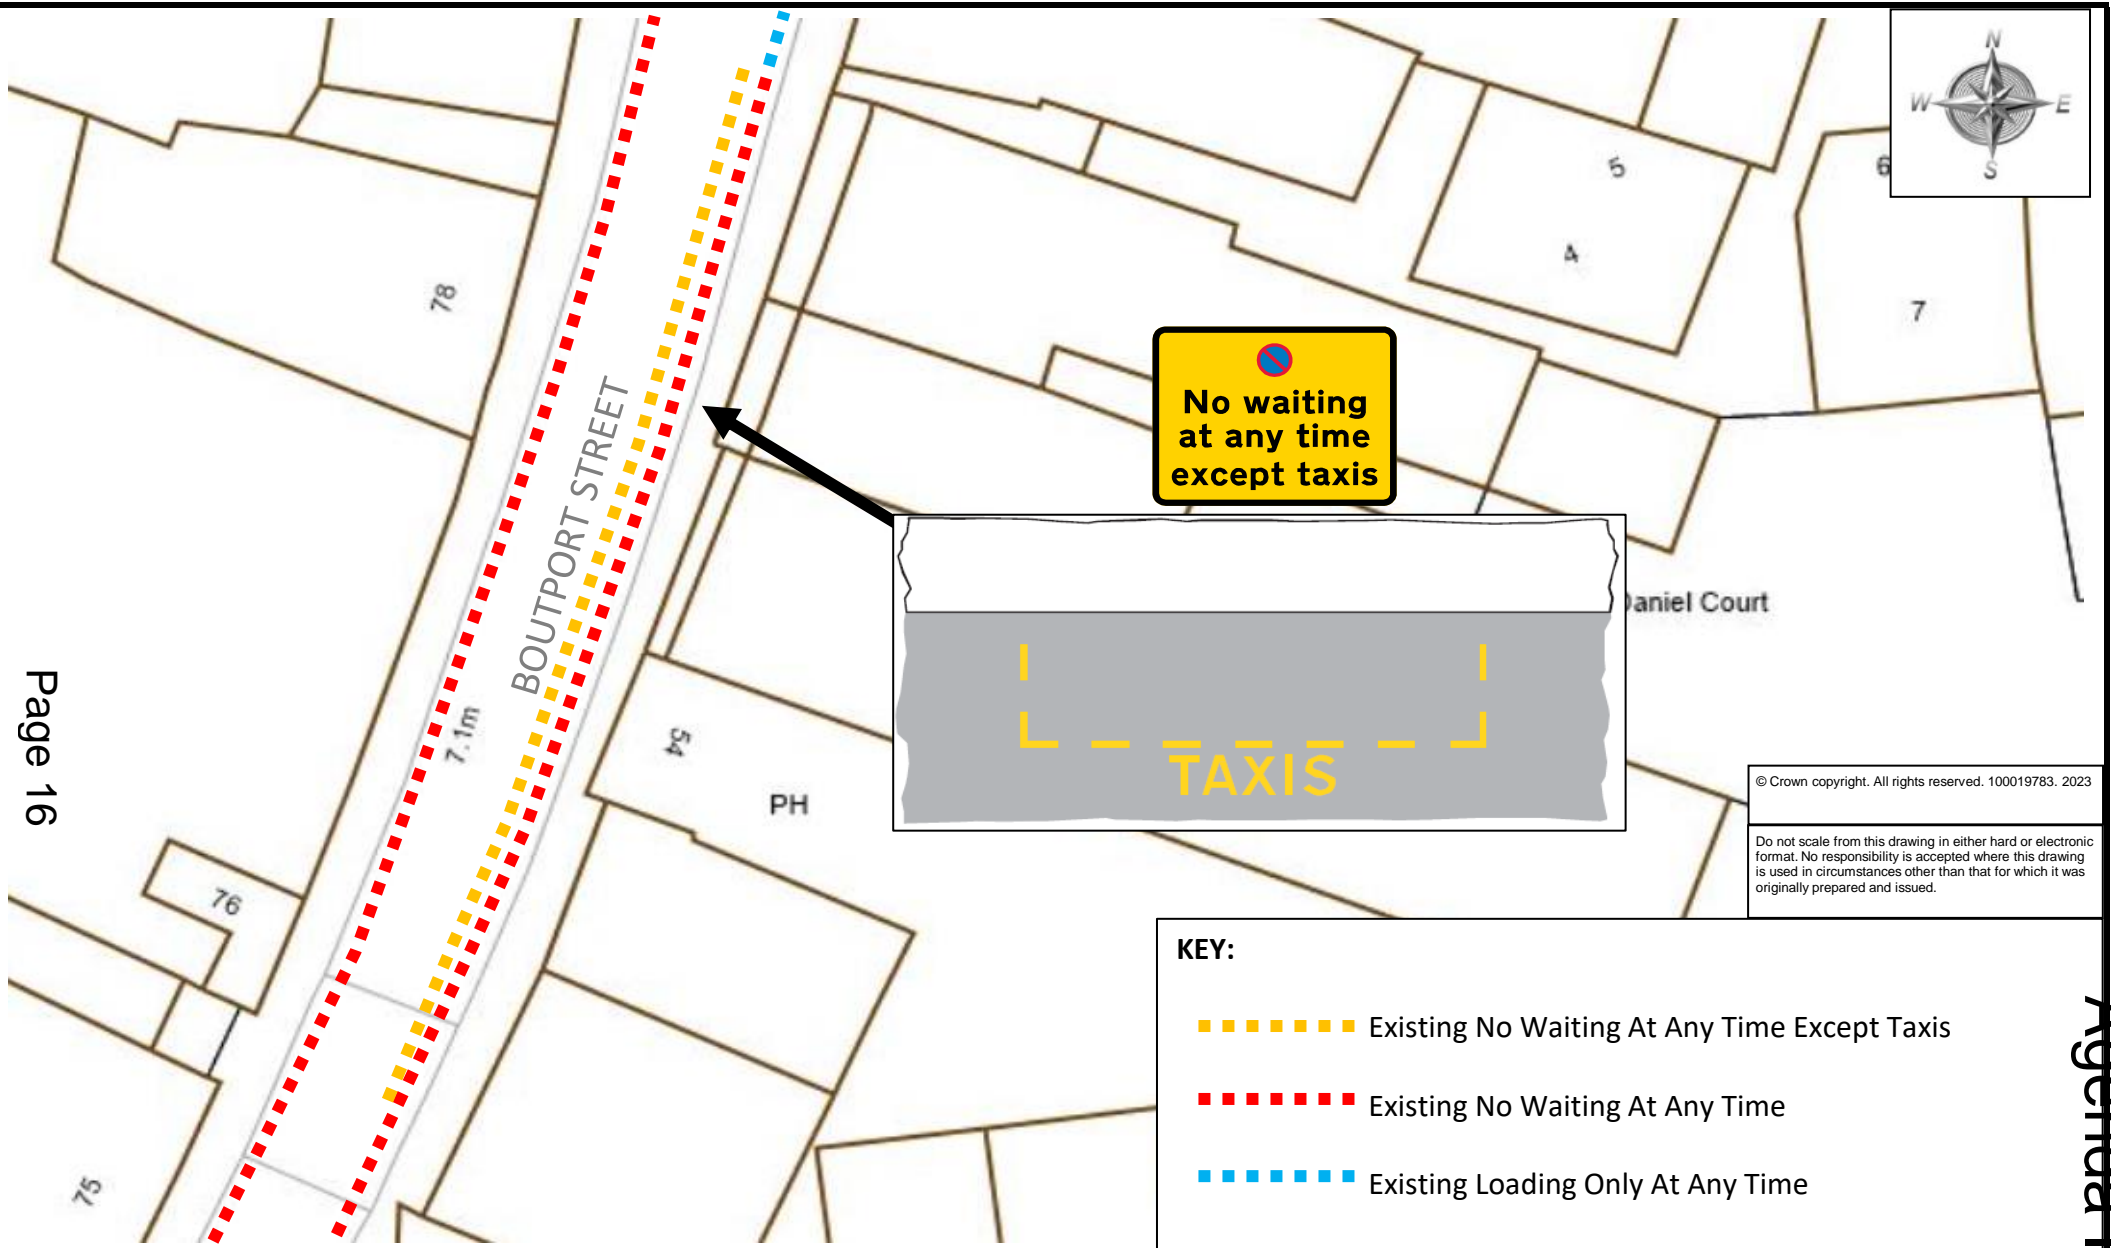 N
W
E
S
5
6
4
7
78
BOUTPORT STREET
No waiting
at any time
except taxis
TAXIS
aniel Court
7.1m
54
PH
76
75
Page 16
© Crown copyright. All rights reserved. 100019783. 2023
Do not scale from this drawing in either hard or electronic
format. No responsibility is accepted where this drawing
is used in circumstances other than that for which it was
originally prepared and issued.
KEY:
Existing No Waiting At Any Time Except Taxis
Existing No Waiting At Any Time
Existing Loading Only At Any Time
Agenda